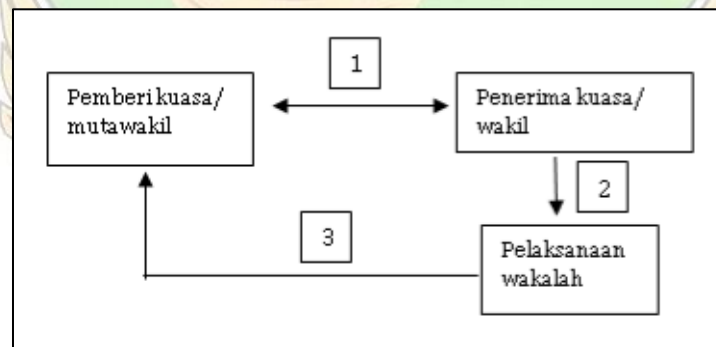 1
Pemberi kuasa/
mutawakil
Penerima kuasa/
wakil
2
3
Pelaksanaan
wakalah